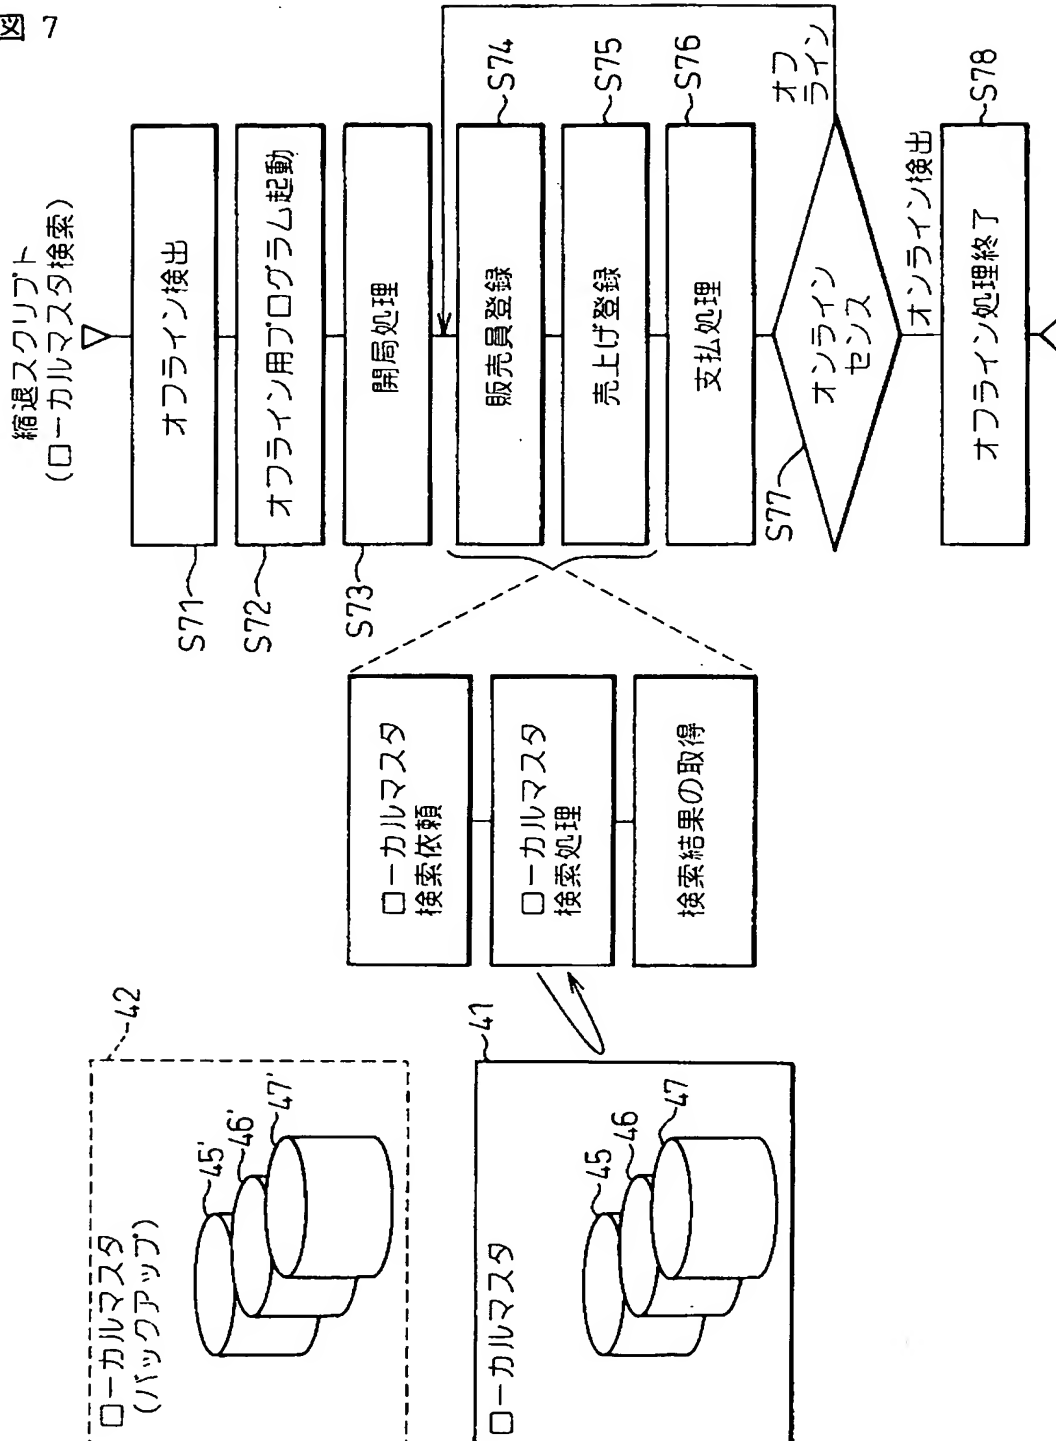 図 7
縮退スクリプト
(ローカルマスタ検索)
オフライン検出
S71
オフライン用プログラム起動
S72
開局処理
S73
販売員登録
S74
売上げ登録
S75
支払処理
S76
オンライン
センス
S77
オフ
ライン
オンライン検出
オフライン処理終了
S78
ローカルマスタ
検索依頼
ローカルマスタ
検索処理
検索結果の取得
ローカルマスタ
(バックアップ)
42
45'
46'
47'
ローカルマスタ
41
45
46
47